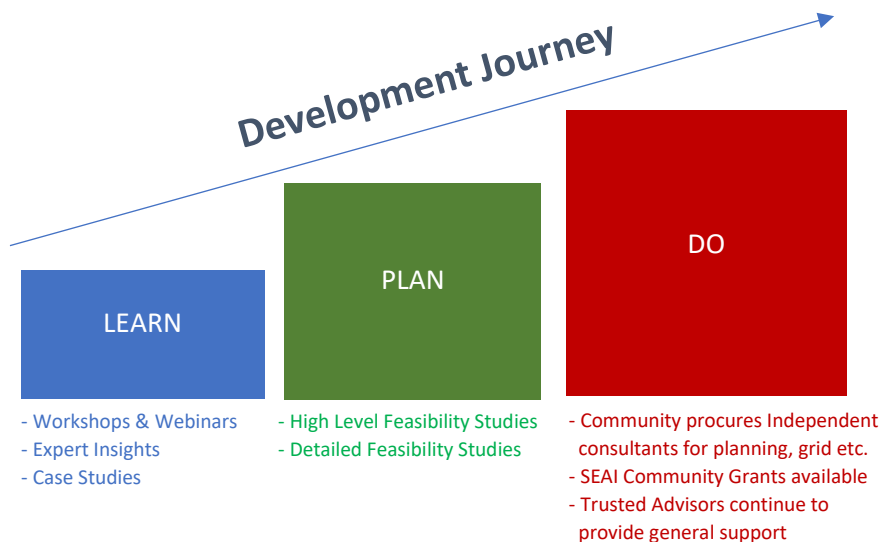 Development Journey
LEARN
- Workshops & Webinars
- Expert Insights
- Case Studies
PLAN
- High Level Feasibility Studies
- Detailed Feasibility Studies
DO
- Community procures Independent
consultants for planning, grid etc.
- SEAI Community Grants available
- Trusted Advisors continue to
provide general support